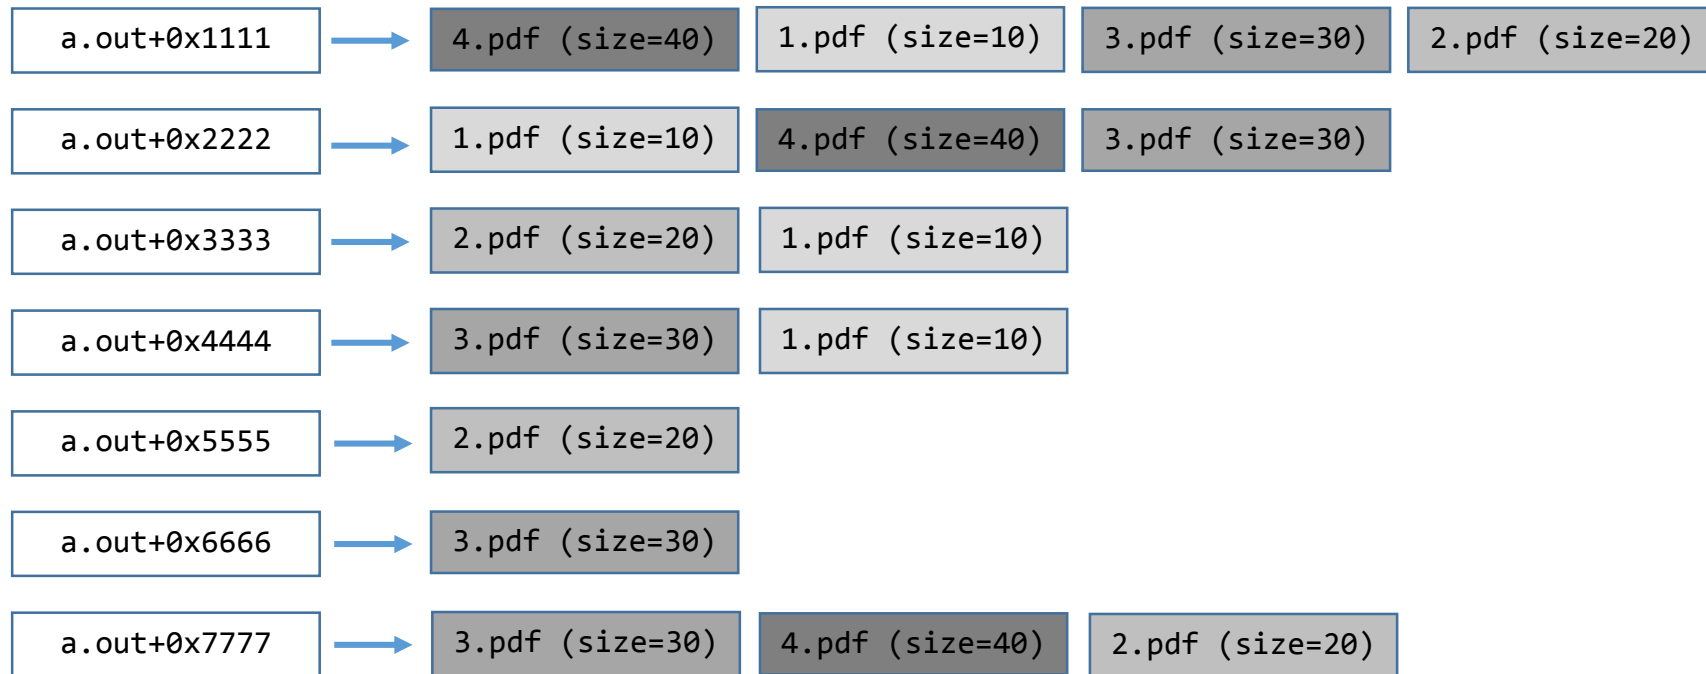 a.out+0x1111 4.pdf (size=40) 1.pdf (size=10) 3.pdf (size=30) 2.pdf (size=20)
a.out+0x2222 1.pdf (size=10) 4.pdf (size=40) 3.pdf (size=30)
a.out+0x3333 2.pdf (size=20) 1.pdf (size=10)
a.out+0x4444 3.pdf (size=30) 1.pdf (size=10)
a.out+0x5555 2.pdf (size=20)
a.out+0x6666 3.pdf (size=30)
a.out+0x7777 3.pdf (size=30) 4.pdf (size=40) 2.pdf (size=20)